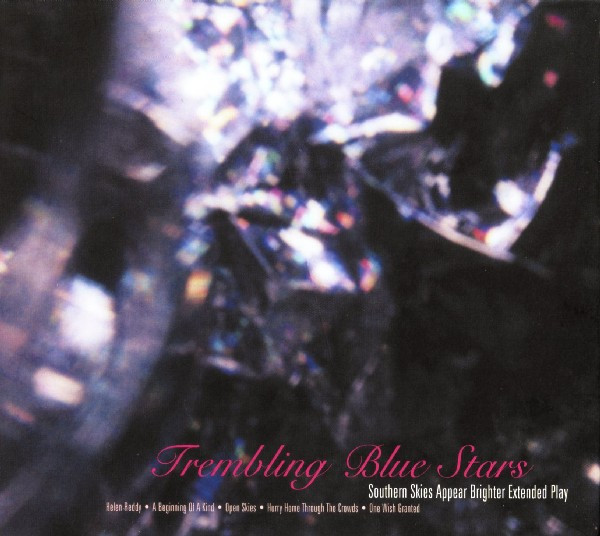 Trembling Blue Stars
Southern Skies Appear Brighter Extended Play
Helen Reddy • A Beginning Of A Kind • Open Skies • Hurry Home Through The Crowds • One Wish Granted